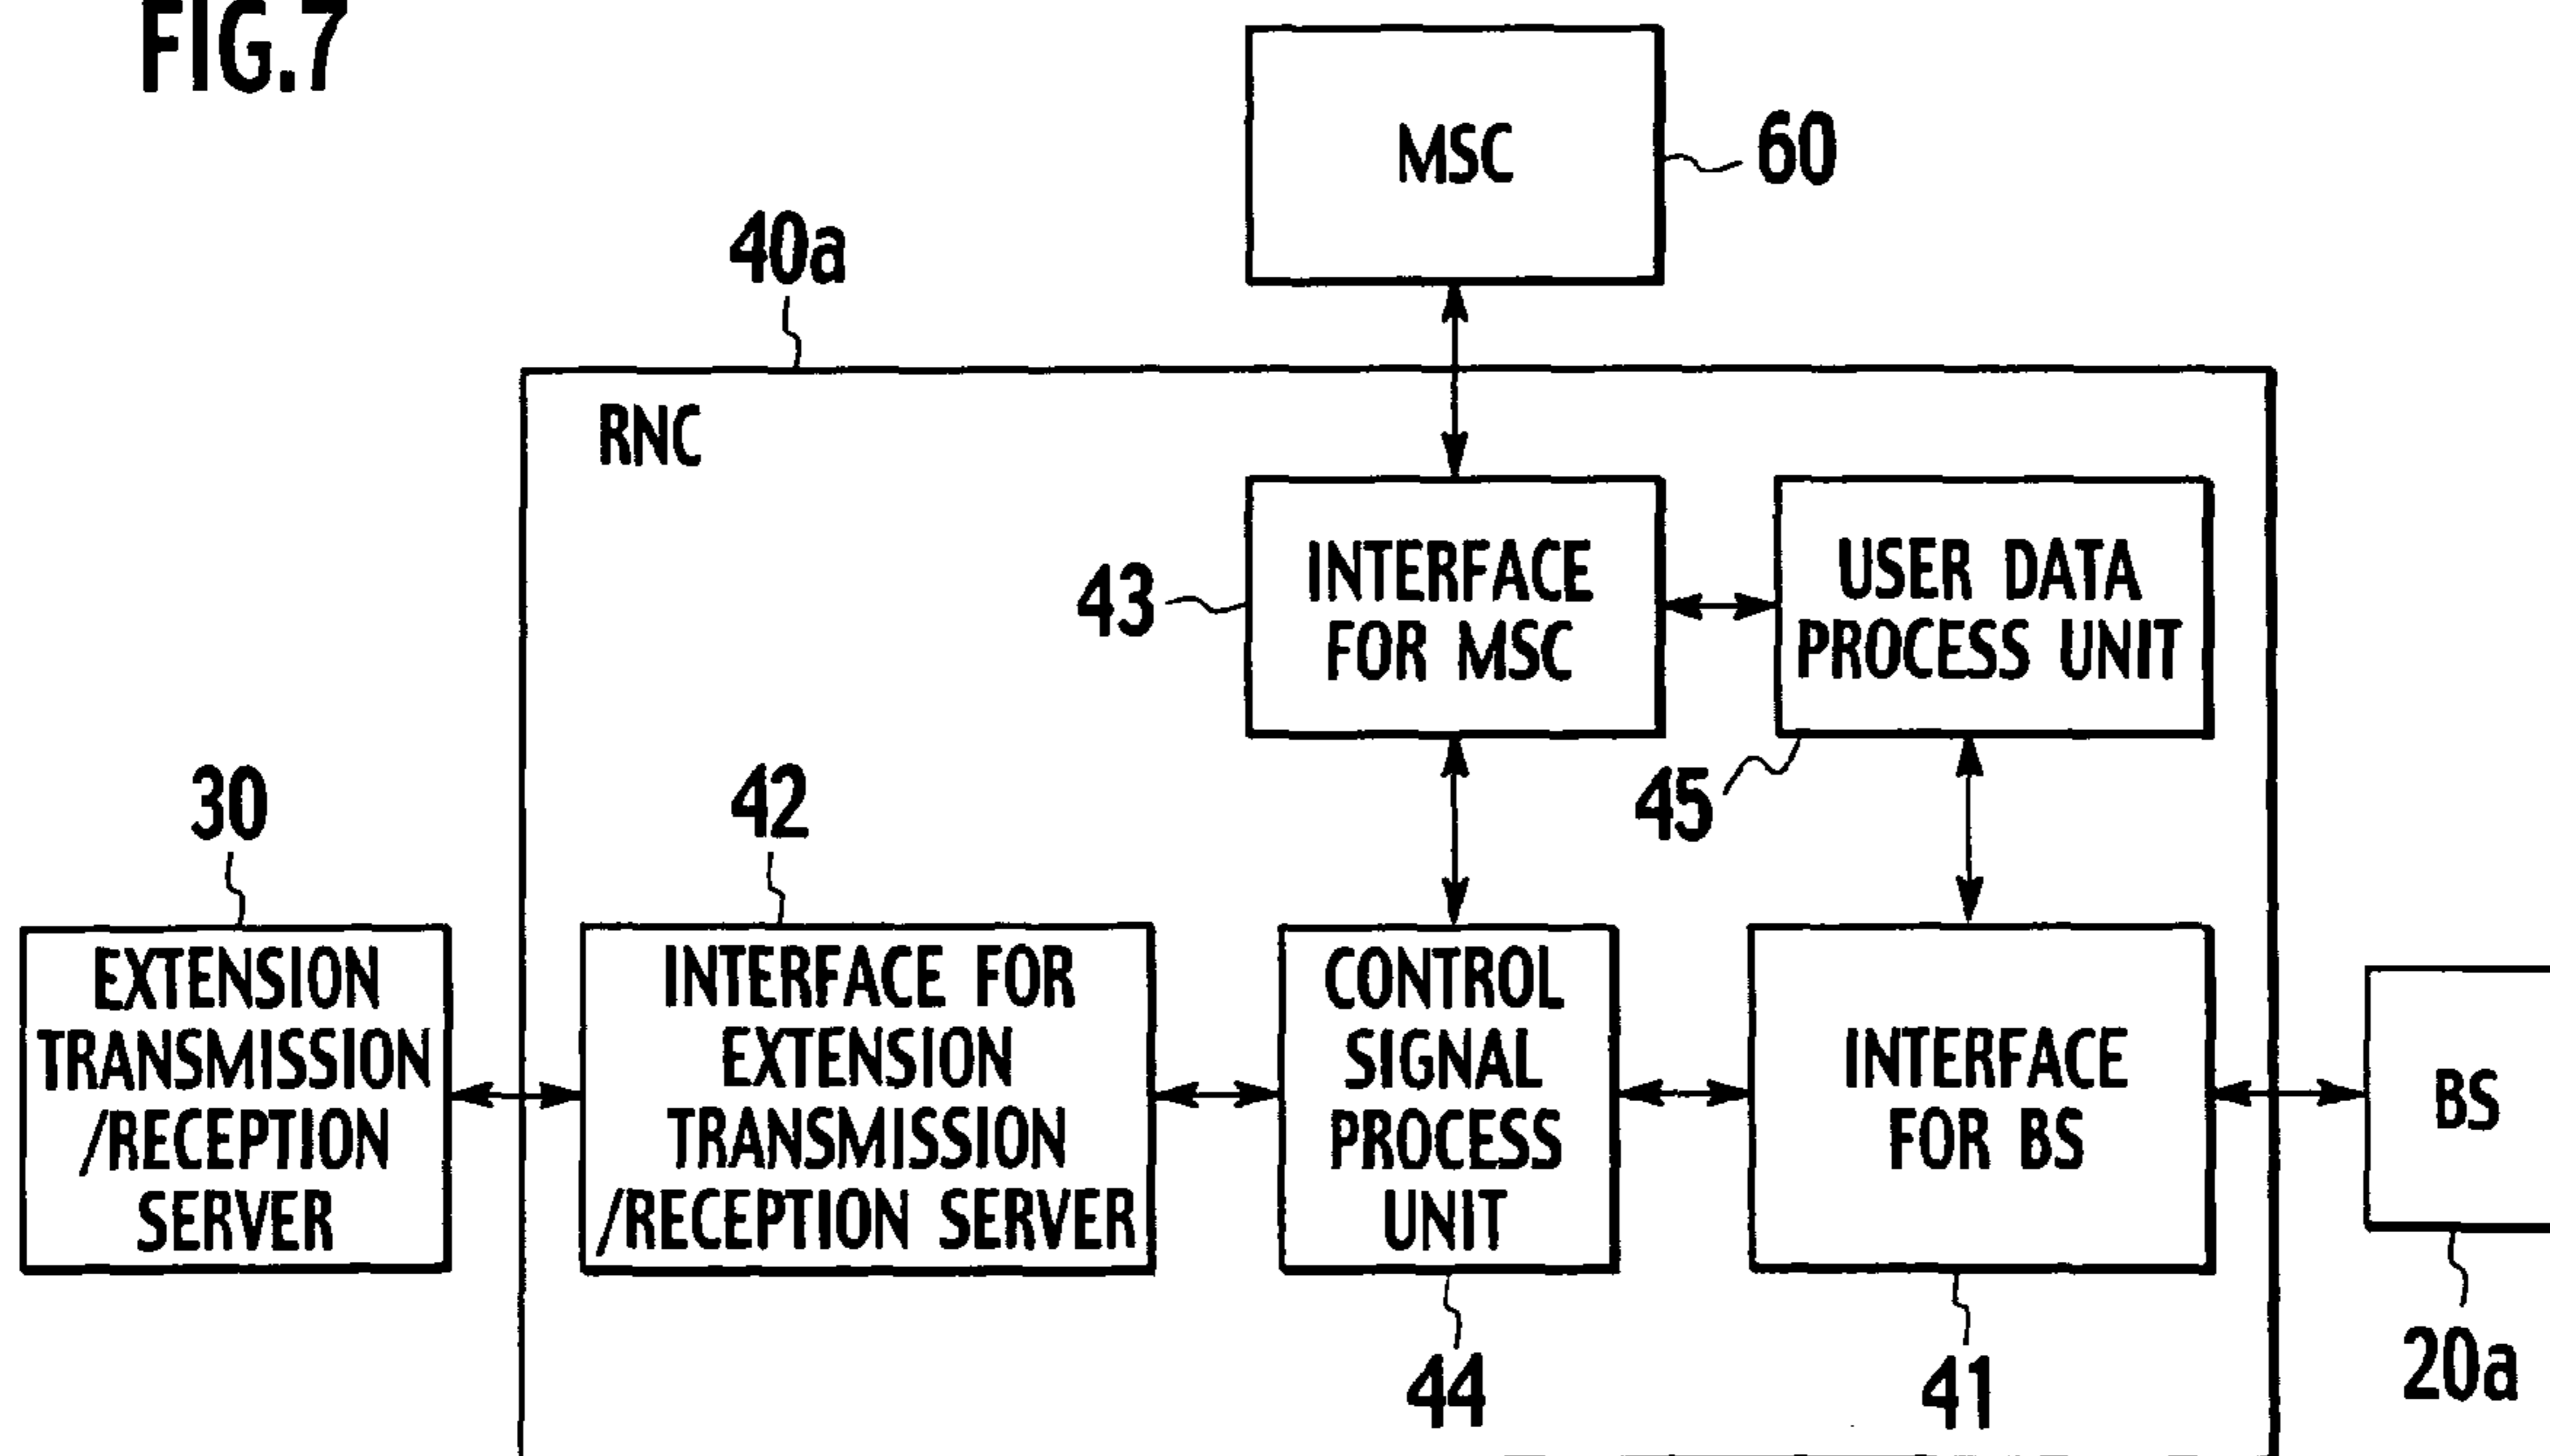 FIG.7
MSC
60
40a
RNC
43
INTERFACE
FOR MSC
USER DATA
PROCESS UNIT
45
30
42
EXTENSION
TRANSMISSION
/RECEPTION
SERVER
INTERFACE FOR
EXTENSION
TRANSMISSION
/RECEPTION SERVER
CONTROL
SIGNAL
PROCESS
UNIT
INTERFACE
FOR BS
BS
44
41
20a